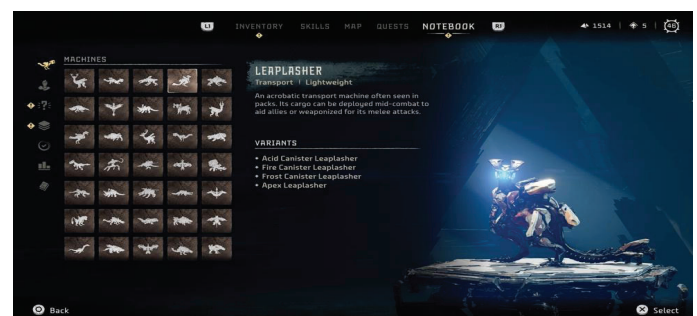 L1 INVENTORY SKILLS MAP QUESTS NOTEBOOK R1 1514 5 48
MACHINES
LEAPLASHER
Transport | Lightweight
An acrobatic transport machine often seen in
packs. Its cargo can be deployed mid-combat to
aid allies or weaponized for its melee attacks.
VARIANTS
• Acid Canister Leaplasher
• Fire Canister Leaplasher
• Frost Canister Leaplasher
• Apex Leaplasher
Back
Select